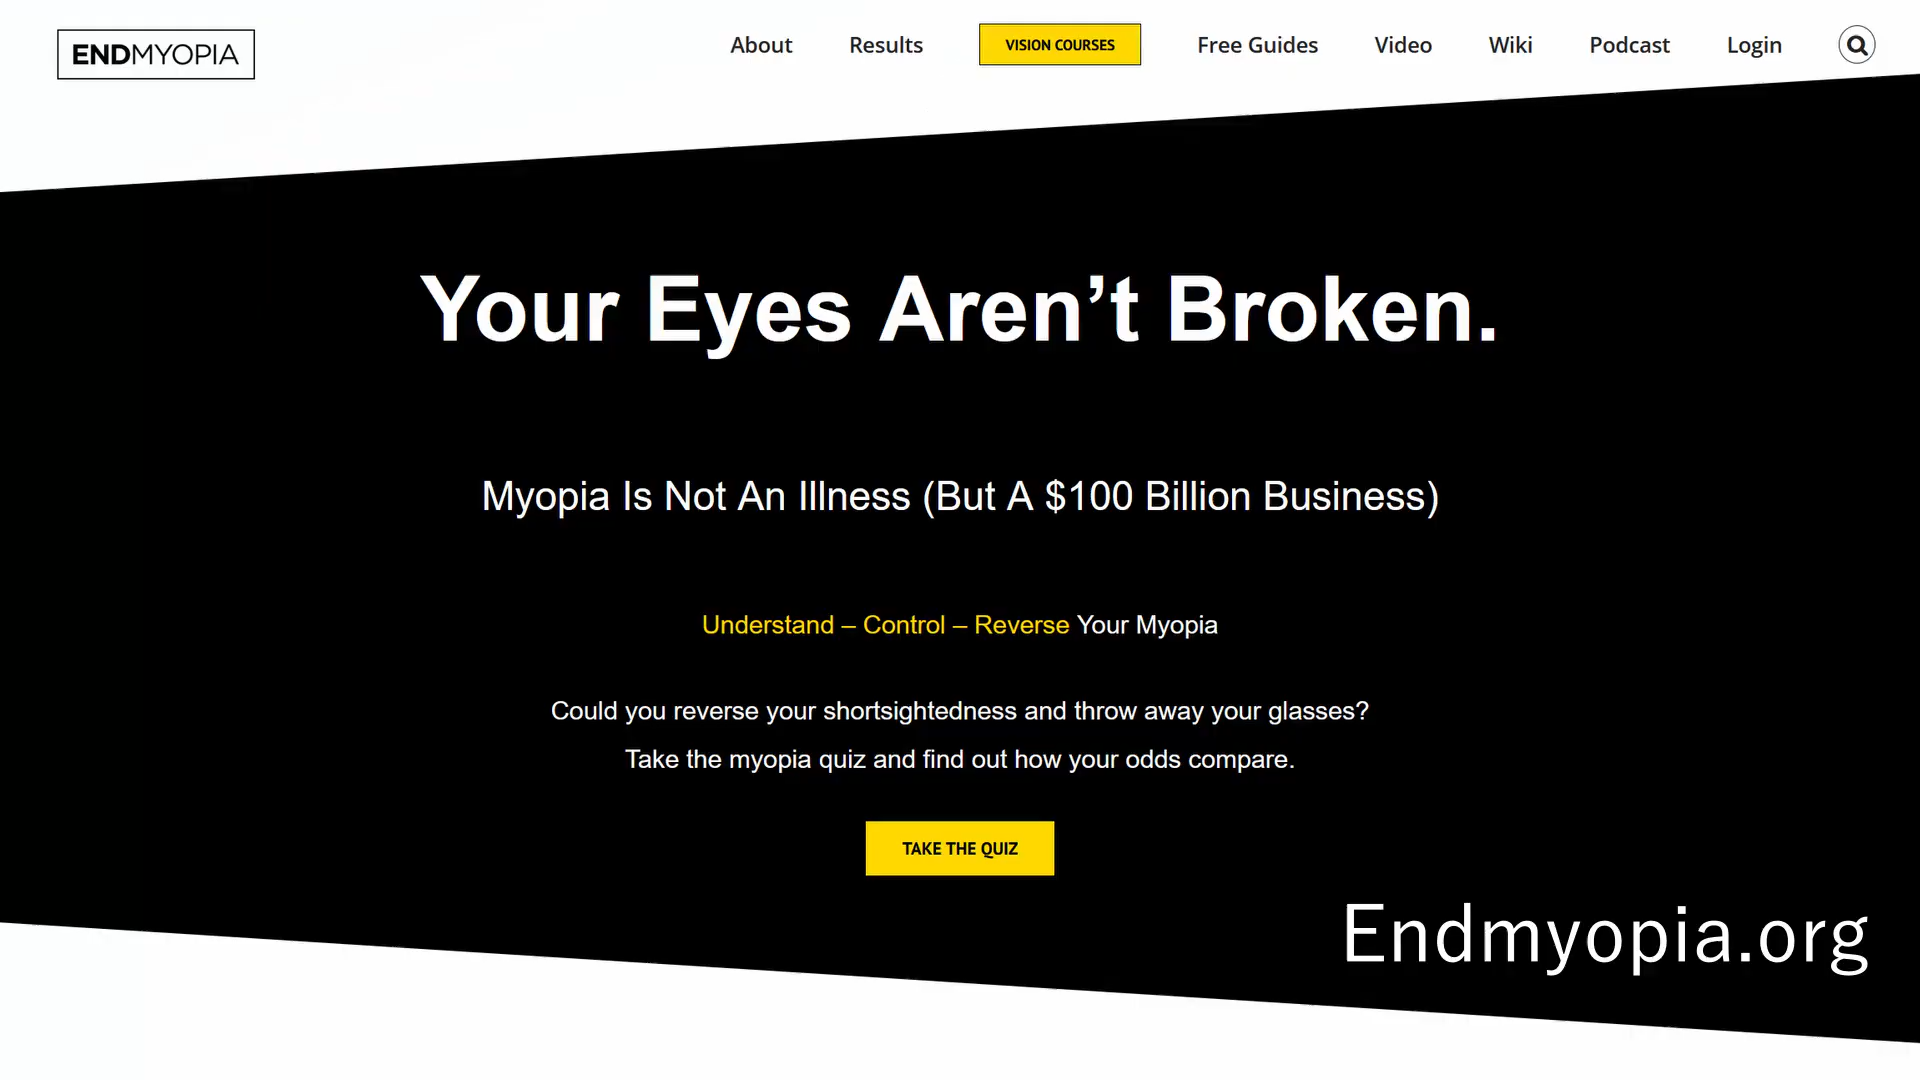 ENDMYOPIA
About Results VISION COURSES Free Guides Video Wiki Podcast Login
Your Eyes Aren’t Broken.
Myopia Is Not An Illness (But A $100 Billion Business)
Understand – Control – Reverse Your Myopia
Could you reverse your shortsightedness and throw away your glasses?
Take the myopia quiz and find out how your odds compare.
TAKE THE QUIZ
Endmyopia.org